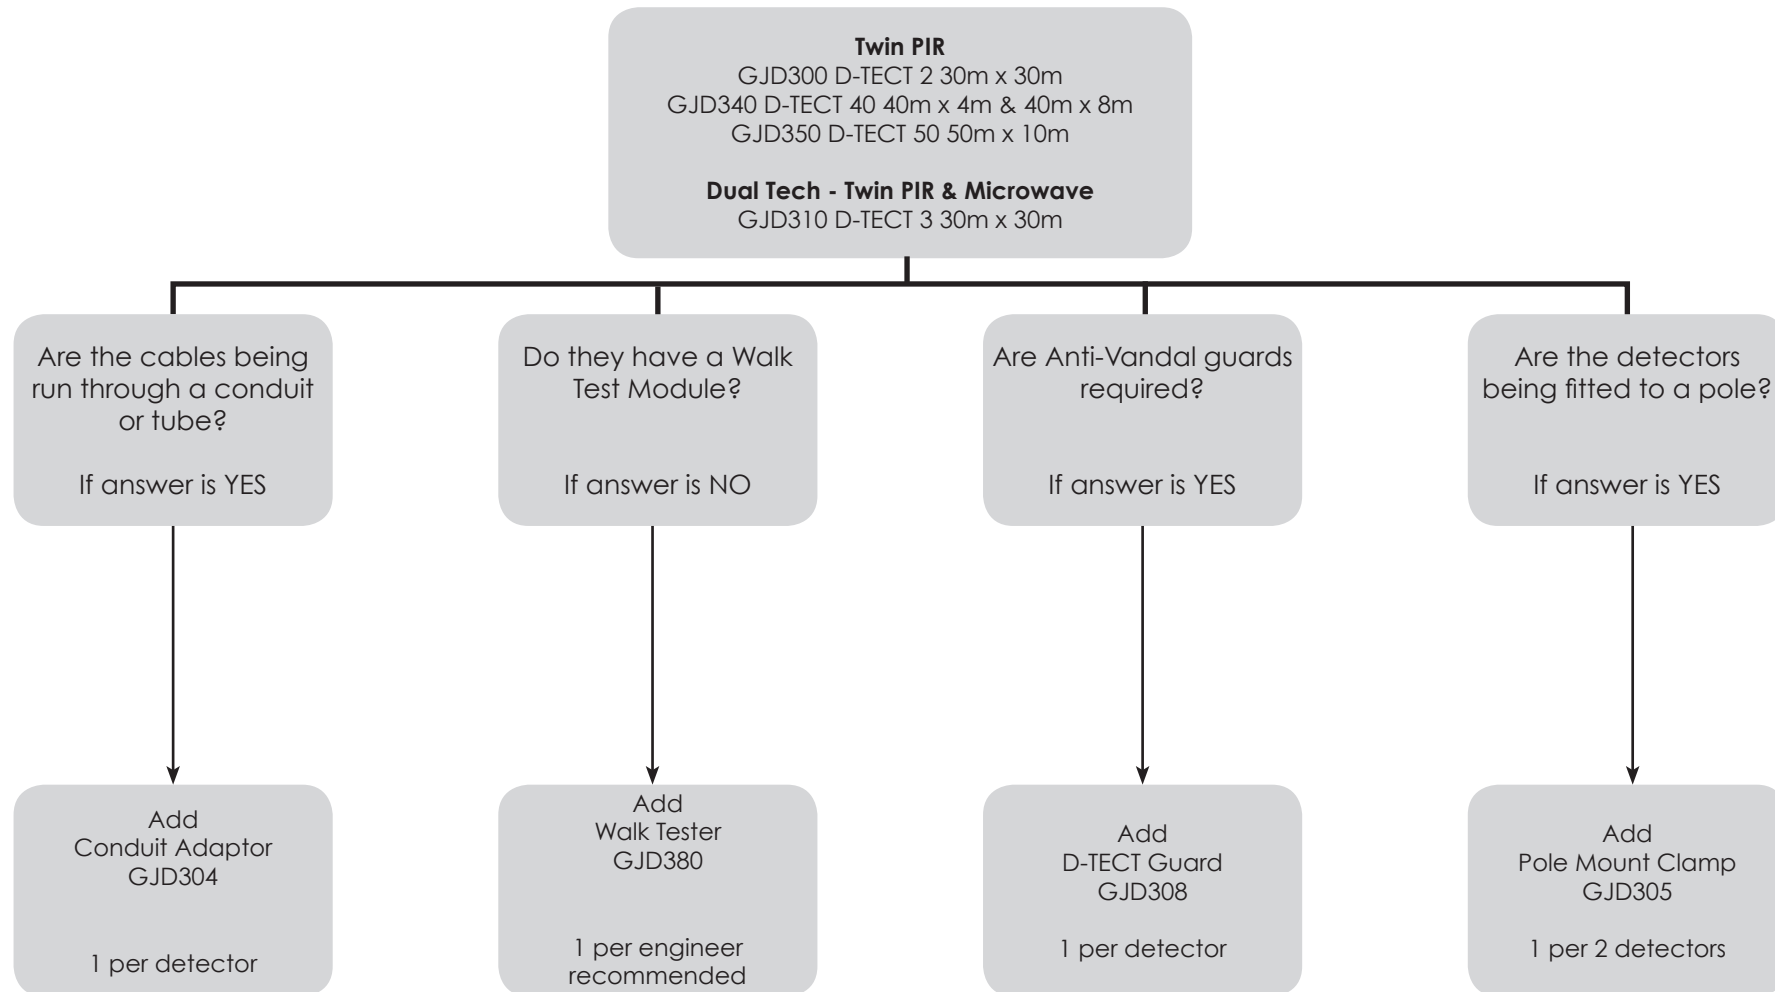 Twin PIR
GJD300 D-TECT 2 30m x 30m
GJD340 D-TECT 40 40m x 4m & 40m x 8m
GJD350 D-TECT 50 50m x 10m
Dual Tech - Twin PIR & Microwave
GJD310 D-TECT 3 30m x 30m
Are the cables being
run through a conduit
or tube?
If answer is YES
Do they have a Walk
Test Module?
If answer is NO
Are Anti-Vandal guards
required?
If answer is YES
Are the detectors
being fitted to a pole?
If answer is YES
Add
Conduit Adaptor
GJD304
1 per detector
Add
Walk Tester
GJD380
1 per engineer
recommended
Add
D-TECT Guard
GJD308
1 per detector
Add
Pole Mount Clamp
GJD305
1 per 2 detectors